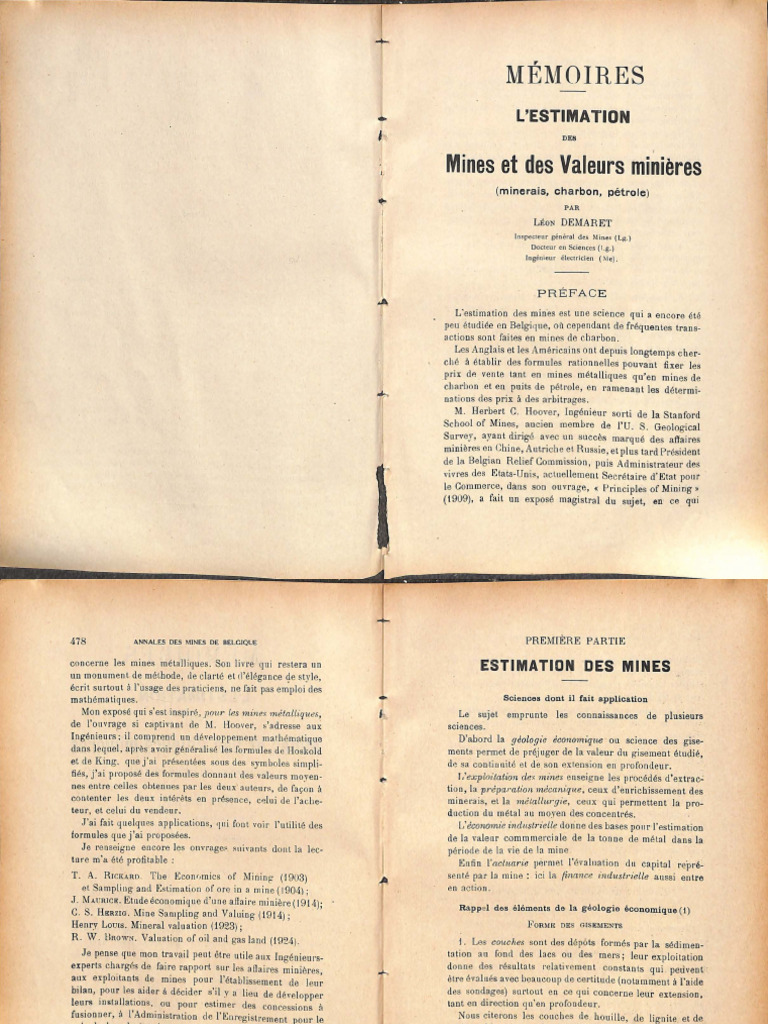 MÉMOIRES
L'ESTIMATION
DES
Mines et des Valeurs minières
(minerais, charbon, pétrole)
PAR
LÉON DEMARET
Inspecteur général des Mines (Lg.)
Docteur en Sciences (Lg.)
Ingénieur électricien (Me).
PRÉFACE
L'estimation des mines est une science qui a encore été
peu étudiée en Belgique, où cependant de fréquentes trans-
actions sont faites en mines de charbon.
Les Anglais et les Américains ont depuis longtemps cher-
ché à établir des formules rationnelles pouvant fixer les
prix de vente tant en mines métalliques qu'en mines de
charbon et en puits de pétrole, en ramenant les détermi-
nations des prix à des arbitrages.
M. Herbert C. Hoover, Ingénieur sorti de la Stanford
School of Mines, ancien membre de l'U. S. Geological
Survey, ayant dirigé avec un succès marqué des affaires
minières en Chine, Autriche et Russie, et plus tard Président
de la Belgian Relief Commission, puis Administrateur des
vivres des Etats-Unis, actuellement Secrétaire d'Etat pour
le Commerce, dans son ouvrage, « Principles of Mining »
(1909), a fait un exposé magistral du sujet, en ce qui
478 ANNALES DES MINES DE BELGIQUE
concerne les mines métalliques. Son livre qui restera un
un monument de méthode, de clarté et d'élégance de style,
écrit surtout à l'usage des praticiens, ne fait pas emploi des
mathématiques.
Mon exposé qui s'est inspiré, pour les mines métalliques,
de l'ouvrage si captivant de M. Hoover, s'adresse aux
Ingénieurs; il comprend un développement mathématique
dans lequel, après avoir généralisé les formules de Hoskold
et de King, que j'ai présentées sous des symboles simpli-
fiés, j'ai proposé des formules donnant des valeurs moyen-
nes entre celles obtenues par les deux auteurs, de façon à
contenter les deux intérêts en présence, celui de l'ache-
teur, et celui du vendeur.
J'ai fait quelques applications, qui font voir l'utilité des
formules que j'ai proposées.
Je renseigne encore les ouvrages suivants dont la lec-
ture m'a été profitable :
T. A. RICKARD. The Economics of Mining (1903)
et Sampling and Estimation of ore in a mine (1904);
J. MAURICE. Etude économique d'une affaire minière (1914);
C. S. HERZIG. Mine Sampling and Valuing (1914);
Henry LOUIS. Mineral valuation (1923);
R. W. BROWN. Valuation of oil and gas land (1924).
Je pense que mon travail peut être utile aux Ingénieurs-
experts chargés de faire rapport sur les affaires minières,
aux exploitants de mines pour l'établissement de leur
bilan, pour les aider à décider s'il y a lieu de développer
leurs installations, ou pour estimer des concessions à
fusionner, à l'Administration de l'Enregistrement pour le
PREMIÈRE PARTIE
ESTIMATION DES MINES
Sciences dont il fait application
Le sujet emprunte les connaissances de plusieurs
sciences.
D'abord la géologie économique ou science des gise-
ments permet de préjuger de la valeur du gisement étudié,
de sa continuité et de son extension en profondeur.
L'exploitation des mines enseigne les procédés d'extrac-
tion, la préparation mécanique, ceux d'enrichissement des
minerais, et la métallurgie, ceux qui permettent la pro-
duction du métal au moyen des concentrés.
L'économie industrielle donne des bases pour l'estimation
de la valeur commmerciale de la tonne de métal dans la
période de la vie de la mine
Enfin l'actuarie permet l'évaluation du capital repré-
senté par la mine : ici la finance industrielle aussi entre
en action.
Rappel des éléments de la géologie économique (1)
FORME DES GISEMENTS
1. Les couches sont des dépôts formés par la sédimen-
tation au fond des lacs ou des mers; leur exploitation
donne des résultats relativement constants qui peuvent
être évalués avec beaucoup de certitude (notamment à l'aide
des sondages) surtout en ce qui concerne leur extension,
tant en direction qu'en profondeur.
Nous citerons les couches de houille, de lignite et de